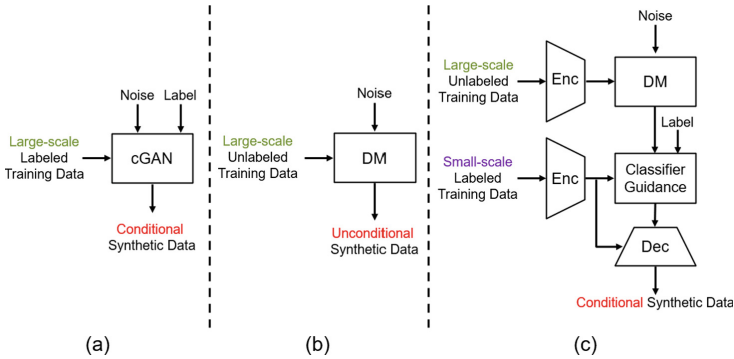 Noise
Label
Large-scale
Labeled
Training Data
cGAN
Conditional
Synthetic Data
(a)
Noise
Large-scale
Unlabeled
Training Data
DM
Unconditional
Synthetic Data
(b)
Noise
Large-scale
Unlabeled
Training Data
Enc
DM
Label
Small-scale
Labeled
Training Data
Enc
Classifier
Guidance
Dec
Conditional Synthetic Data
(c)